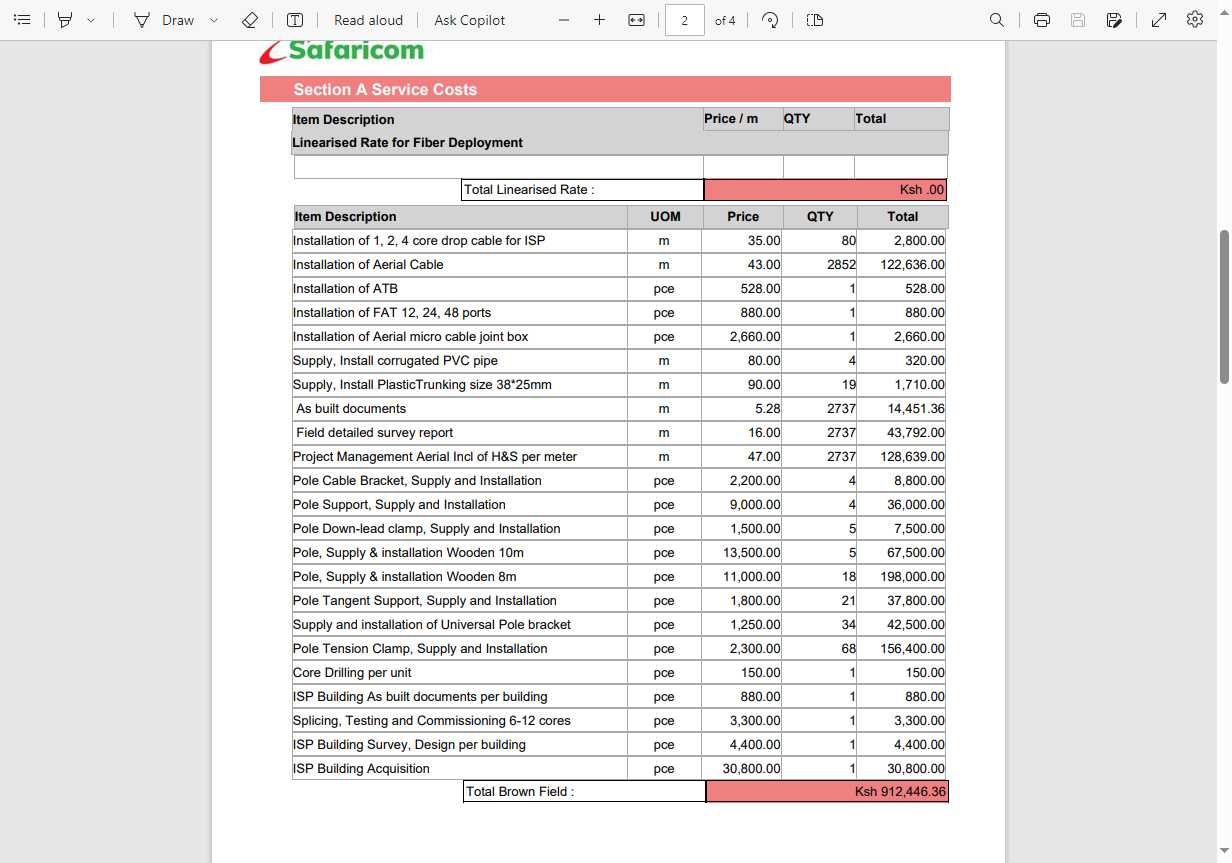 Draw Read aloud Ask Copilot 2 of 4
Safaricom
Section A Service Costs
Item Description Price / m QTY Total
Linearised Rate for Fiber Deployment
Total Linearised Rate : Ksh .00
Item Description UOM Price QTY Total
Installation of 1, 2, 4 core drop cable for ISP m 35.00 80 2,800.00
Installation of Aerial Cable m 43.00 2852 122,636.00
Installation of ATB pce 528.00 1 528.00
Installation of FAT 12, 24, 48 ports pce 880.00 1 880.00
Installation of Aerial micro cable joint box pce 2,660.00 1 2,660.00
Supply, Install corrugated PVC pipe m 80.00 4 320.00
Supply, Install PlasticTrunking size 38*25mm m 90.00 19 1,710.00
As built documents m 5.28 2737 14,451.36
Field detailed survey report m 16.00 2737 43,792.00
Project Management Aerial Incl of H&S per meter m 47.00 2737 128,639.00
Pole Cable Bracket, Supply and Installation pce 2,200.00 4 8,800.00
Pole Support, Supply and Installation pce 9,000.00 4 36,000.00
Pole Down-lead clamp, Supply and Installation pce 1,500.00 5 7,500.00
Pole, Supply & installation Wooden 10m pce 13,500.00 5 67,500.00
Pole, Supply & installation Wooden 8m pce 11,000.00 18 198,000.00
Pole Tangent Support, Supply and Installation pce 1,800.00 21 37,800.00
Supply and installation of Universal Pole bracket pce 1,250.00 34 42,500.00
Pole Tension Clamp, Supply and Installation pce 2,300.00 68 156,400.00
Core Drilling per unit pce 150.00 1 150.00
ISP Building As built documents per building pce 880.00 1 880.00
Splicing, Testing and Commissioning 6-12 cores pce 3,300.00 1 3,300.00
ISP Building Survey, Design per building pce 4,400.00 1 4,400.00
ISP Building Acquisition pce 30,800.00 1 30,800.00
Total Brown Field : Ksh 912,446.36